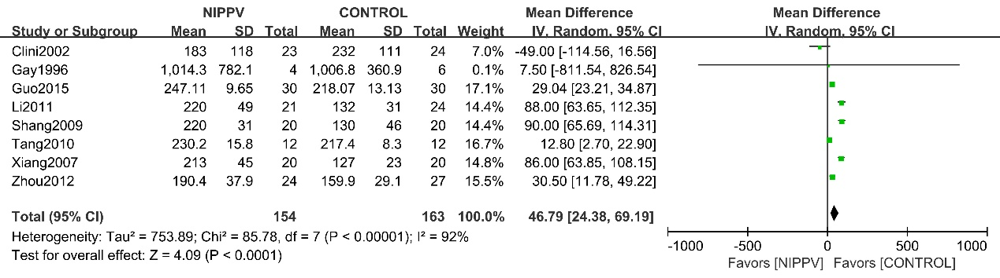 NIPPV CONTROL Mean Difference Mean Difference
Study or Subgroup Mean SD Total Mean SD Total Weight IV, Random, 95% CI IV, Random, 95% CI
Clini2002 183 118 23 232 111 24 7.0% -49.00 [-114.56, 16.56]
Gay1996 1,014.3 782.1 4 1,006.8 360.9 6 0.1% 7.50 [-811.54, 826.54]
Guo2015 247.11 9.65 30 218.07 13.13 30 17.1% 29.04 [23.21, 34.87]
Li2011 220 49 21 132 31 24 14.4% 88.00 [63.65, 112.35]
Shang2009 220 31 20 130 46 20 14.4% 90.00 [65.69, 114.31]
Tang2010 230.2 15.8 12 217.4 8.3 12 16.7% 12.80 [2.70, 22.90]
Xiang2007 213 45 20 127 23 20 14.8% 86.00 [63.85, 108.15]
Zhou2012 190.4 37.9 24 159.9 29.1 27 15.5% 30.50 [11.78, 49.22]
Total (95% CI) 154 163 100.0% 46.79 [24.38, 69.19]
Heterogeneity: Tau² = 753.89; Chi² = 85.78, df = 7 (P < 0.00001); I² = 92%
Test for overall effect: Z = 4.09 (P < 0.0001)
-1000 -500 0 500 1000
Favors [NIPPV] Favors [CONTROL]